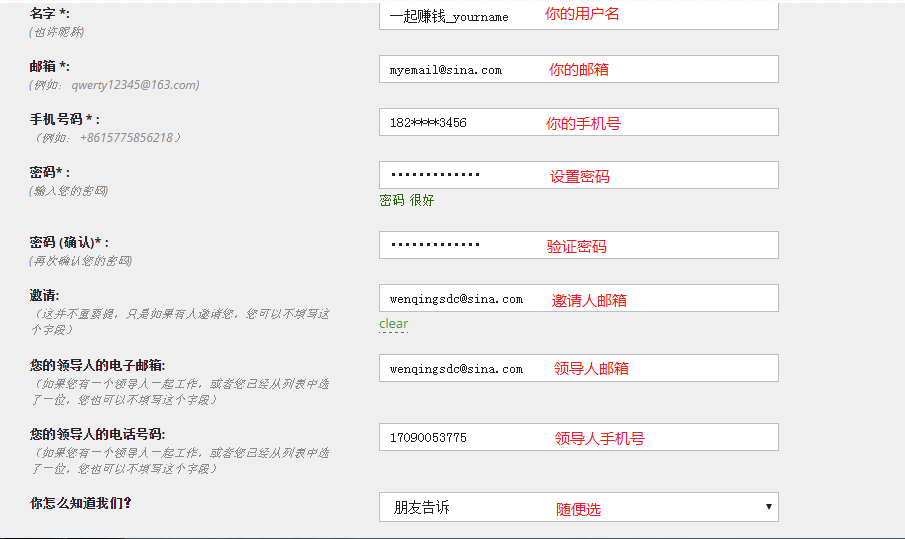 名字 *:
一起赚钱_yourname
你的用户名
(也许昵称)
邮箱 *:
myemail@sina.com
你的邮箱
(例如: qwerty12345@163.com)
手机号码 * :
182****3456
你的手机号
(例如: +8615775856218)
密码* :
•••••••••••••
设置密码
(输入您的密码)
密码 很好
密码 (确认)* :
•••••••••••••
验证密码
(再次确认您的密码)
邀请:
wenqingsdc@sina.com
邀请人邮箱
(这并不重要提,只是如果有人邀请您,您可以不填写这
个字段)
clear
您的领导人的电子邮箱:
wenqingsdc@sina.com
领导人邮箱
(如果您有一个领导人一起工作,或者您已经从列表中选
了一位,您也可以不填写这个字段)
您的领导人的电话号码:
17090053775
领导人手机号
(如果您有一个领导人一起工作,或者您已经从列表中选
了一位,您也可以不填写这个字段)
你怎么知道我们?
朋友告诉
随便选